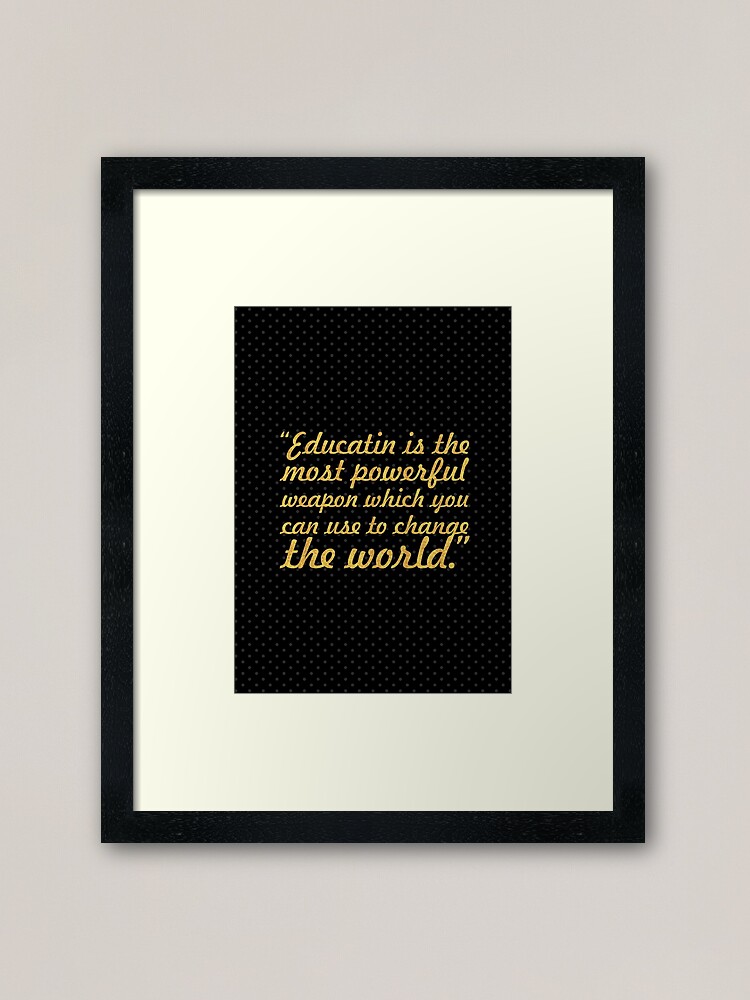 “Educatin is the
most powerful
weapon which you
can use to change
the world.”